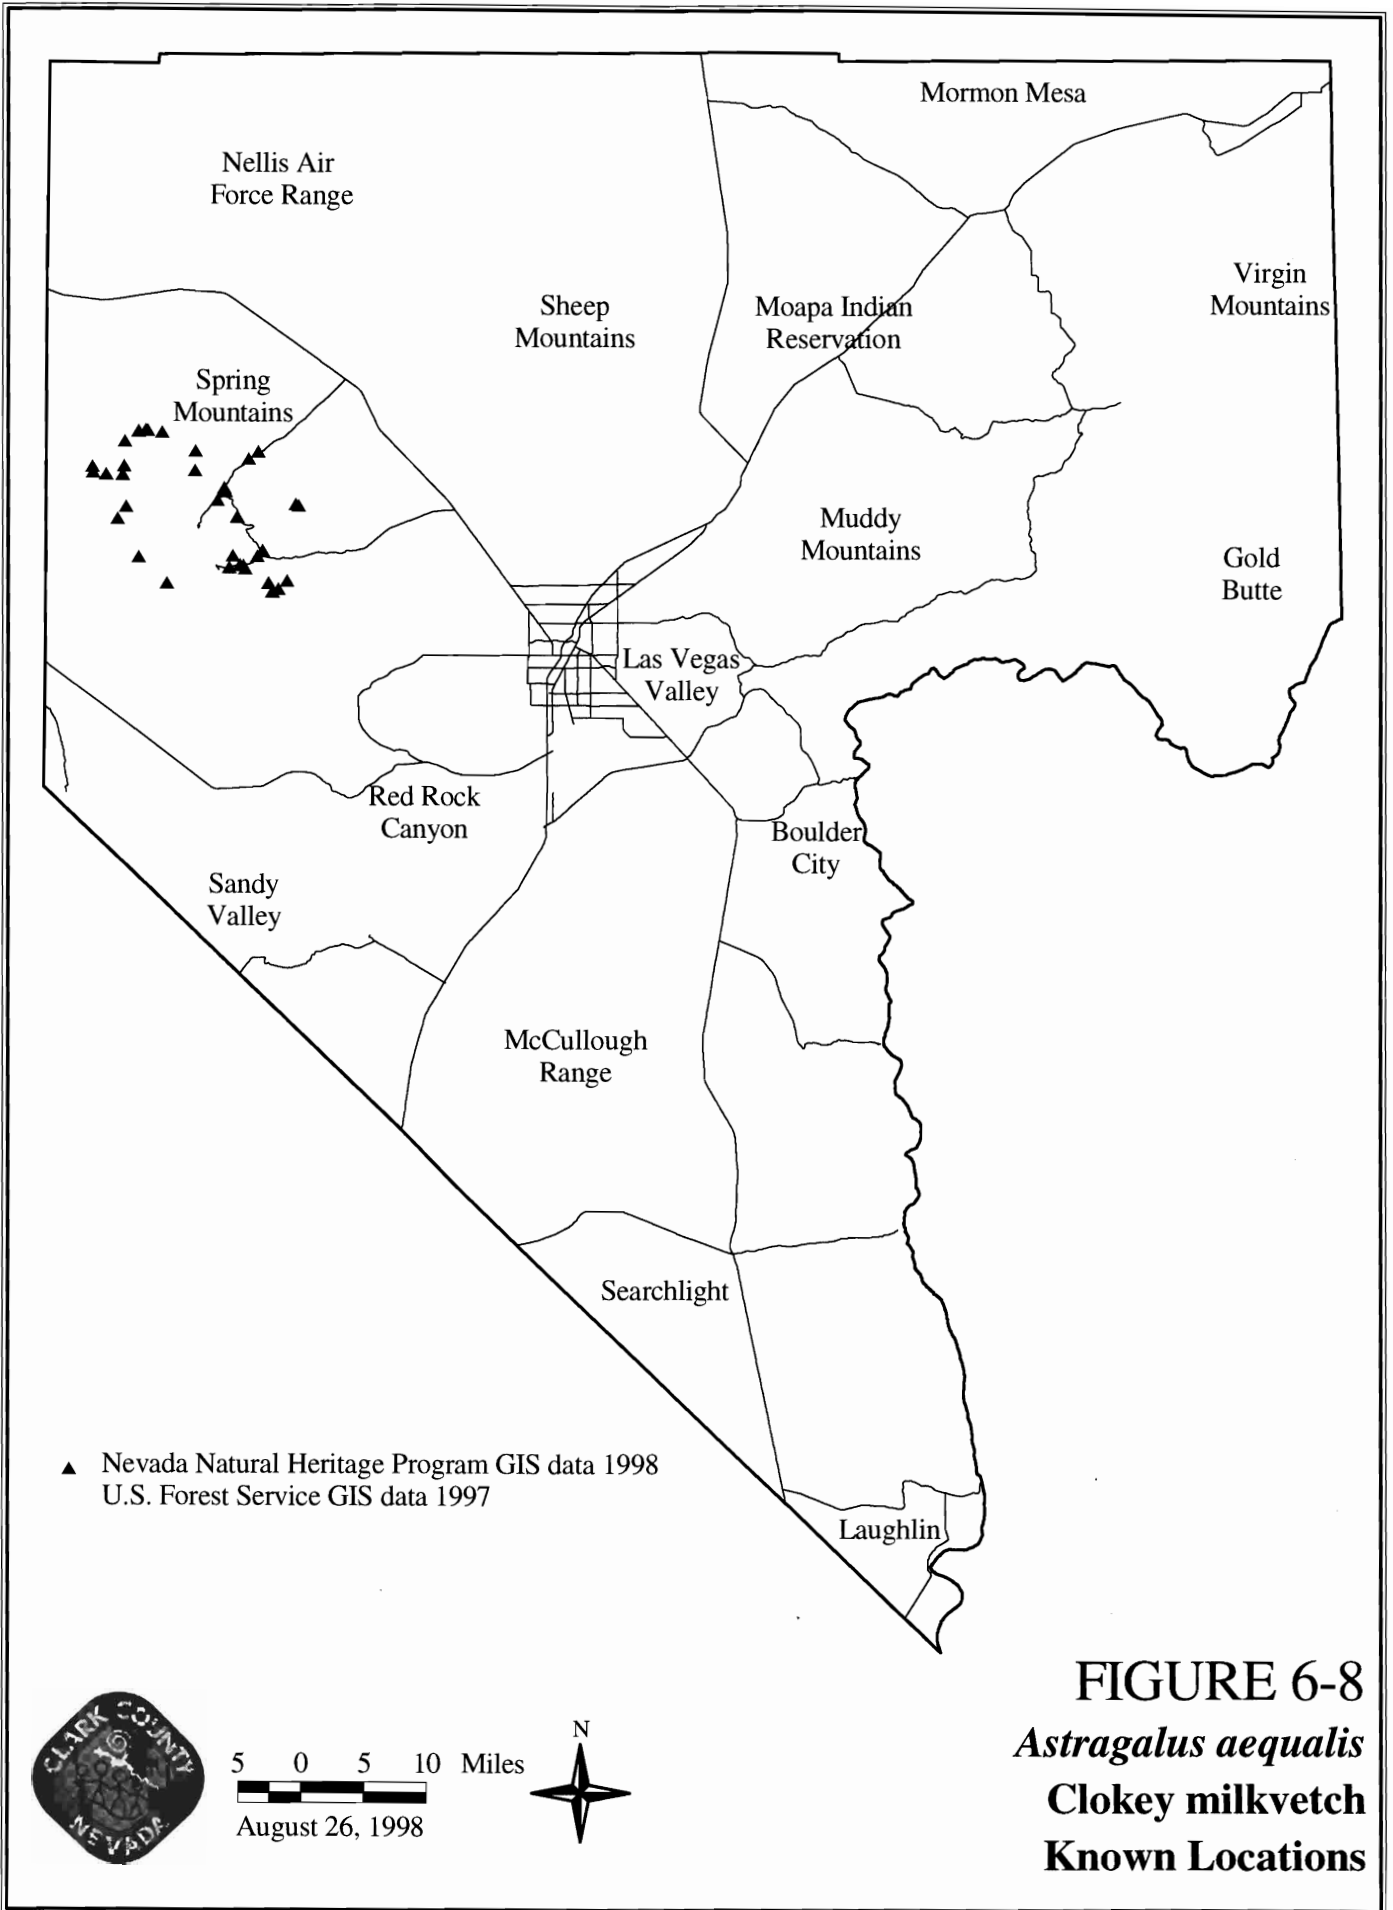 Mormon Mesa
Nellis Air
Force Range
Virgin
Mountains
Sheep
Mountains
Moapa Indian
Reservation
Spring
Mountains
Muddy
Mountains
Gold
Butte
Las Vegas
Valley
Red Rock
Canyon
Boulder
City
Sandy
Valley
McCullough
Range
Searchlight
Nevada Natural Heritage Program GIS data 1998
U.S. Forest Service GIS data 1997
Laughlin
CLARK COUNTY
NEVADA
5 0 5 10 Miles
August 26, 1998
N
FIGURE 6-8
Astragalus aequalis
Clokey milkvetch
Known Locations